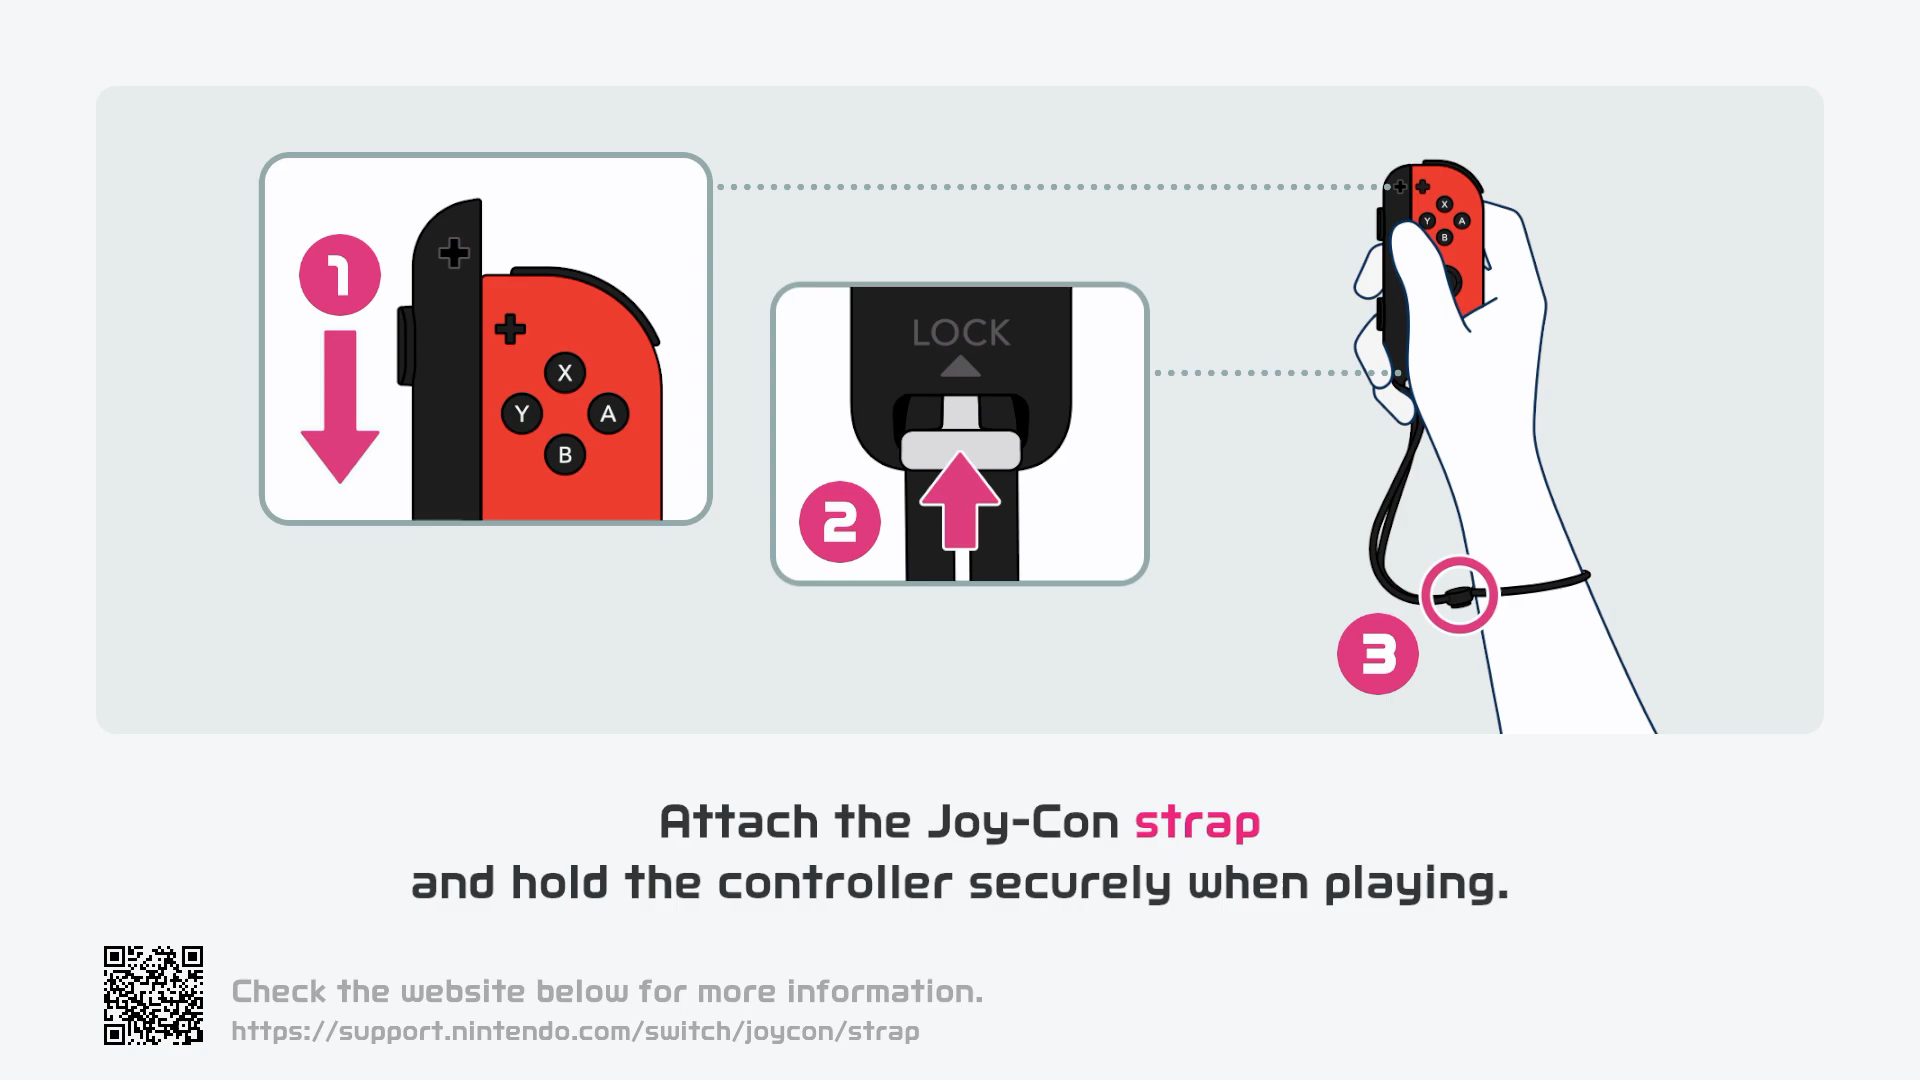 1
X
Y
A
B
LOCK
2
X
Y
A
B
3
Attach the Joy-Con strap
and hold the controller securely when playing.
Check the website below for more information.
https://support.nintendo.com/switch/joycon/strap